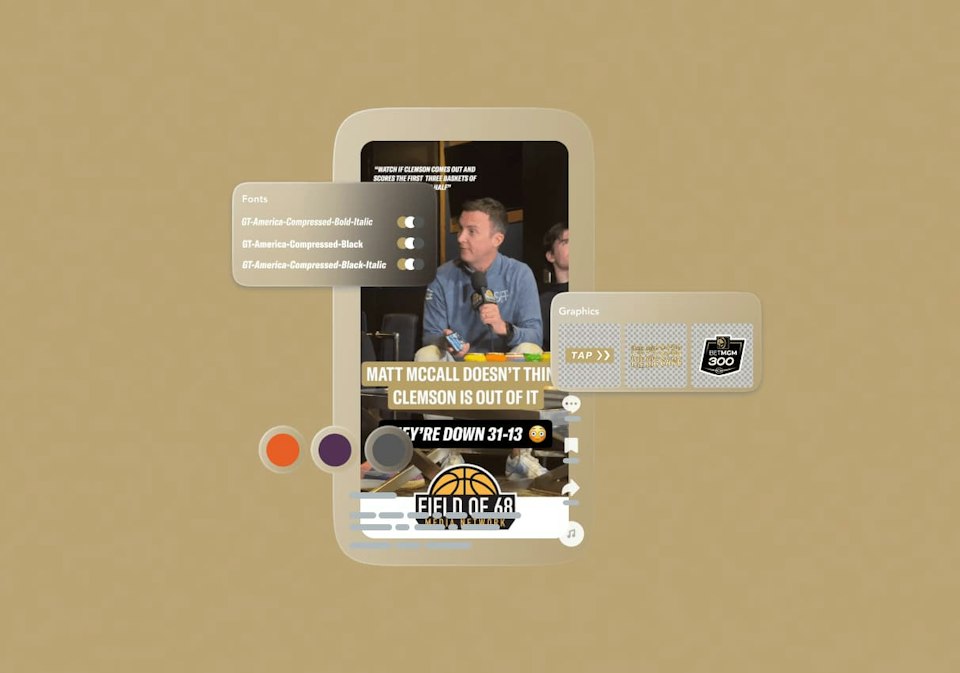 "WATCH IF CLEMSON COMES OUT AND
SCORES THE FIRST THREE BASKETS OF
HALF"
Fonts
GT-America-Compressed-Bold-Italic
GT-America-Compressed-Black
GT-America-Compressed-Black-Italic
Graphics
TAP
BETMGM
300
MATT MCCALL DOESN'T THIN
CLEMSON IS OUT OF IT
EY'RE DOWN 31-13
FIELD OF 68
MEDIA NETWORK